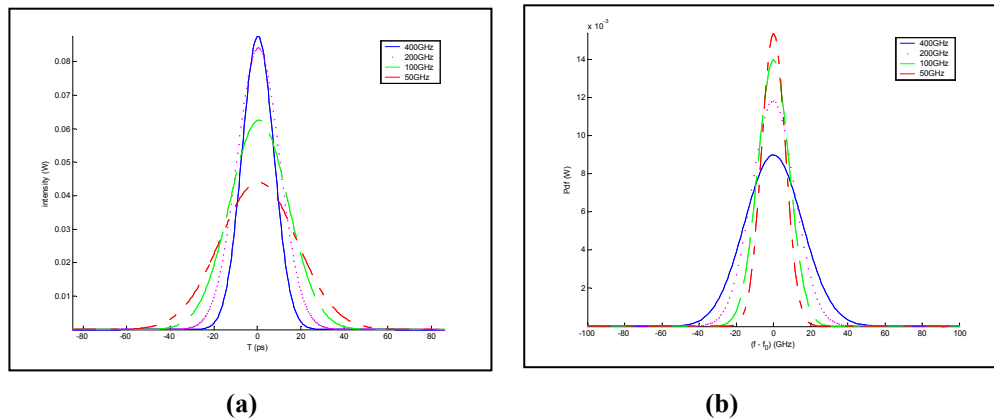 400GHz
200GHz
100GHz
50GHz
0.08
0.07
0.06
0.05
0.04
0.03
0.02
0.01
Intensity (W)
-80 -60 -40 -20 0 20 40 60 80
T (ps)
(a)
x 10-3
400GHz
200GHz
100GHz
50GHz
14
12
10
8
6
4
2
Pdf (W)
-100 -80 -60 -40 -20 0 20 40 60 80 100
(f - f0) (GHz)
(b)